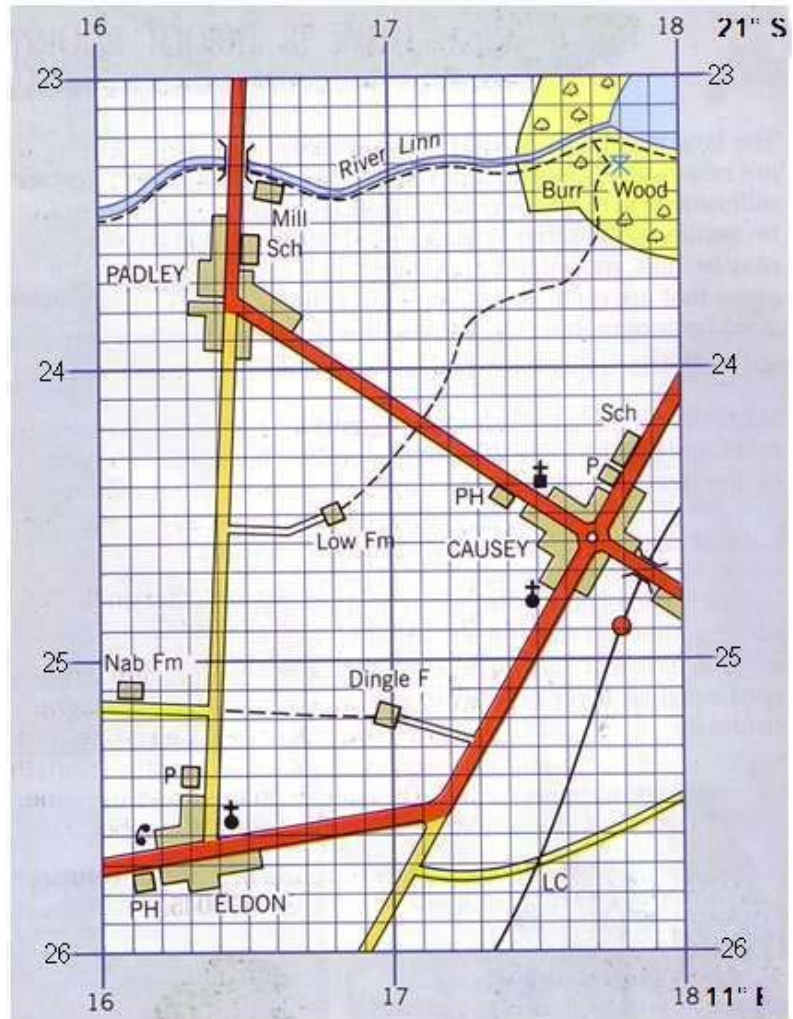 16 17 18 21" S
23 23
River Linn
Burr Wood
Mill
Sch
PADLEY
24 24
Sch
P
PH
Low Fm CAUSEY
25 25
Nab Fm
Dingle F
P
LC
PH ELDON
26 26
16 17 18 11"